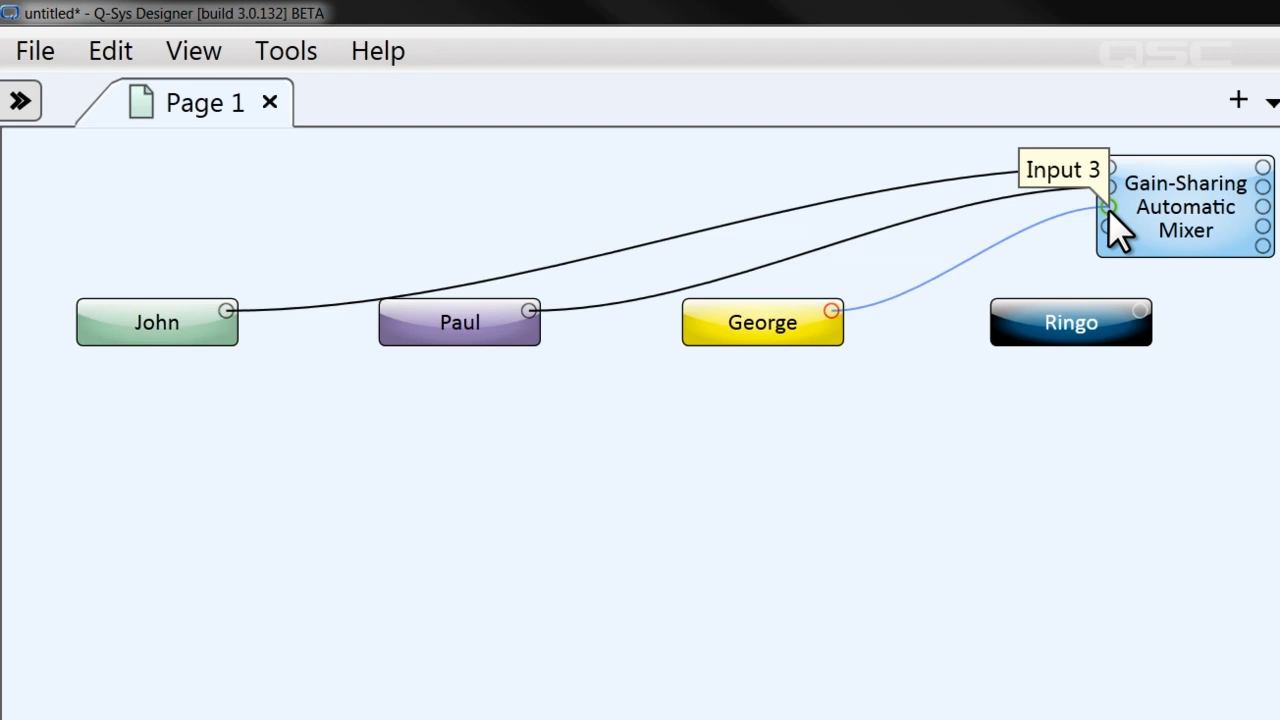 untitled* - Q-Sys Designer [build 3.0.132] BETA
File Edit View Tools Help
QSC
Page 1
Input 3
Gain-Sharing
Automatic
Mixer
John
Paul
George
Ringo